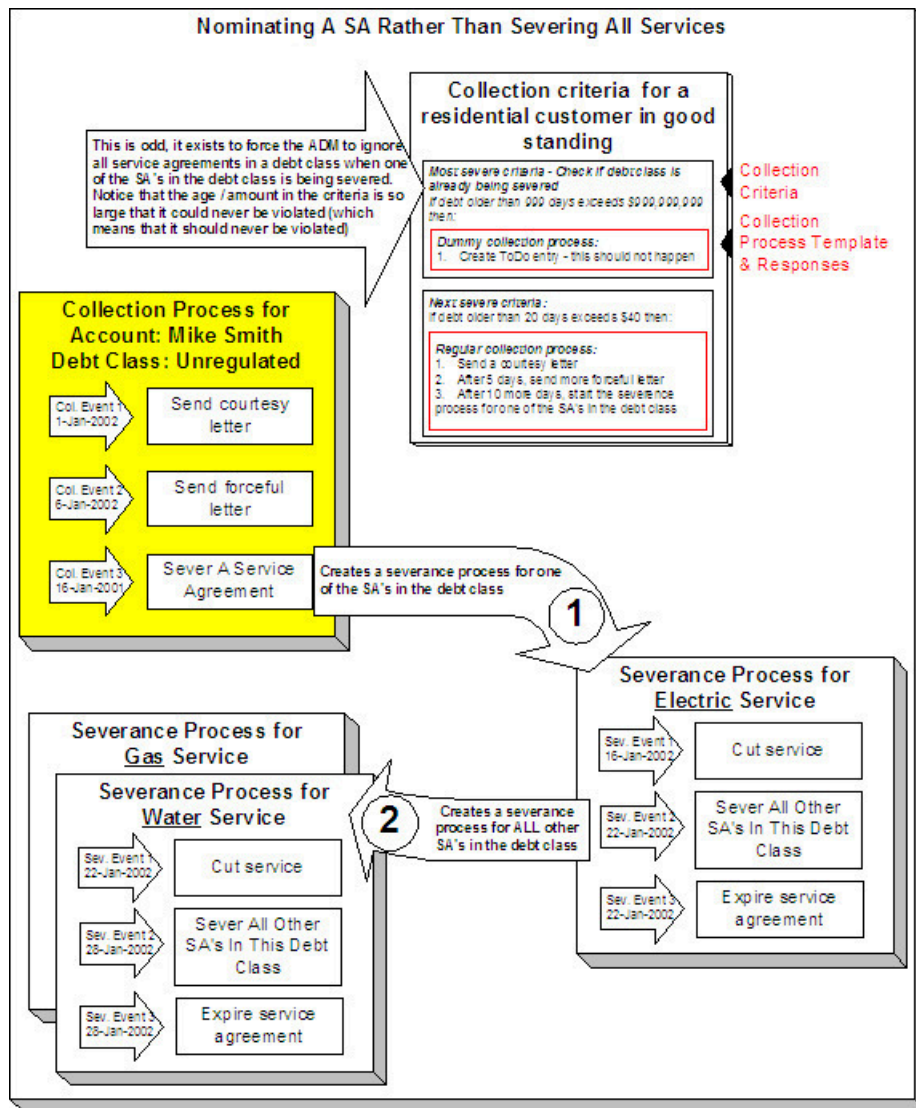 Nominating A SA Rather Than Severing All Services
This is odd, it exists to force the ADM to ignore
all service agreements in a debt class when one
of the SA's in the debt class is being severed.
Notice that the age / amount in the criteria is so
large that it could never be violated (which
means that it should never be violated)
Collection criteria for a
residential customer in good
standing
Most severe criteria - Check if debt class is
already being severed
If debt older than 999 days exceeds $999,999,999
then:
Dummy collection process:
1. Create ToDo entry - this should not happen
Next severe criteria:
If debt older than 20 days exceeds $40 then:
Regular collection process:
1. Send a courtesy letter
2. After 5 days, send more forceful letter
3. After 10 more days, start the severance
process for one of the SA's in the debt class
Collection
Criteria
Collection
Process Template
& Responses
Collection Process for
Account: Mike Smith
Debt Class: Unregulated
Col. Event 1
1-Jan-2002
Send courtesy
letter
Col. Event 2
6-Jan-2002
Send forceful
letter
Col. Event 3
16-Jan-2001
Sever A Service
Agreement
Creates a severance process for one
of the SA's in the debt class
1
Severance Process for
Electric Service
Sev. Event 1
16-Jan-2002
Cut service
Sev. Event 2
22-Jan-2002
Sever All Other
SA's In This Debt
Class
Sev. Event 3
22-Jan-2002
Expire service
agreement
2
Creates a severance
process for ALL other
SA's in the debt class
Severance Process for
Gas Service
Severance Process for
Water Service
Sev. Event 1
22-Jan-2002
Cut service
Sev. Event 2
28-Jan-2002
Sever All Other
SA's In This Debt
Class
Sev. Event 3
28-Jan-2002
Expire service
agreement